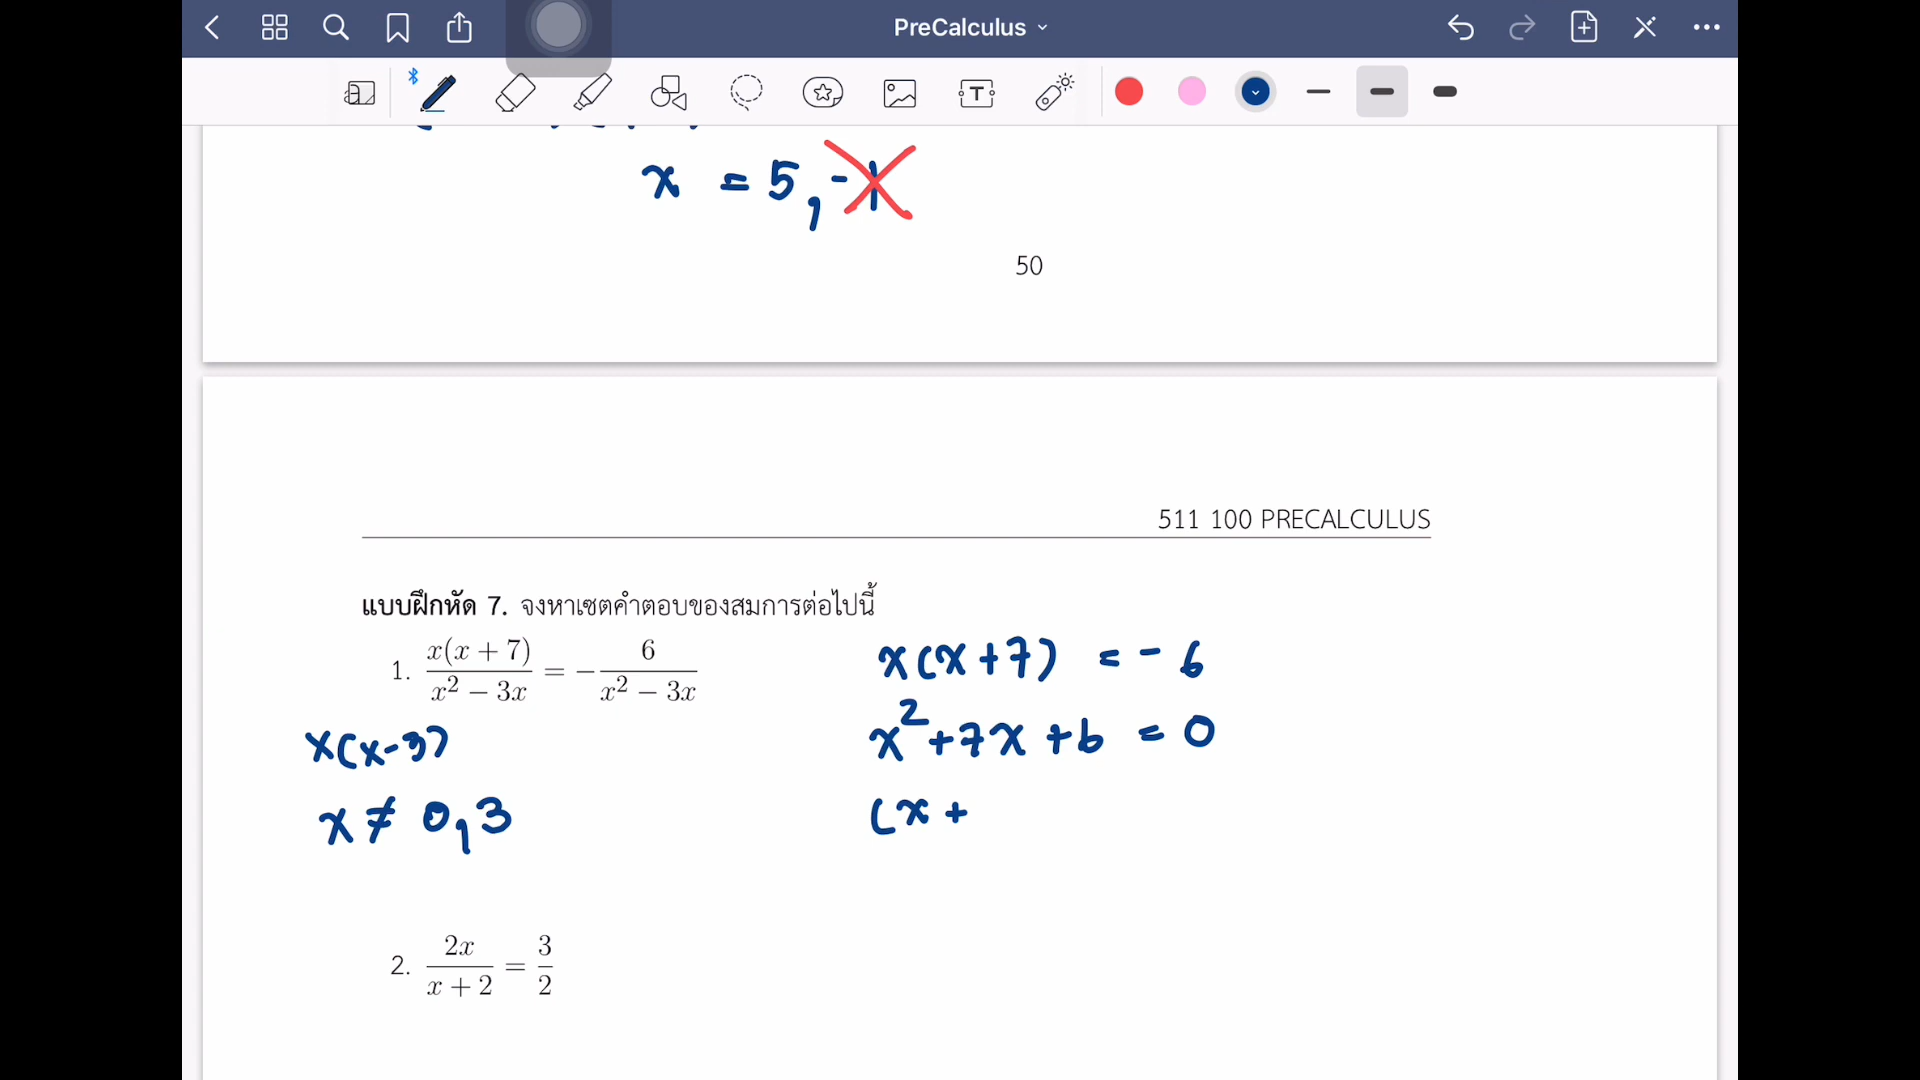 PreCalculus
x = 5, -1
50
511 100 PRECALCULUS
แบบฝึกหัด 7. จงหาเซตคำตอบของสมการต่อไปนี้
1. x(x + 7)/(x² − 3x) = −6/(x² − 3x)
x(x-3)
x ≠ 0,3
x(x+7) = -6
x²+7x+6 = 0
(x+
2. 2x/(x + 2) = 3/2